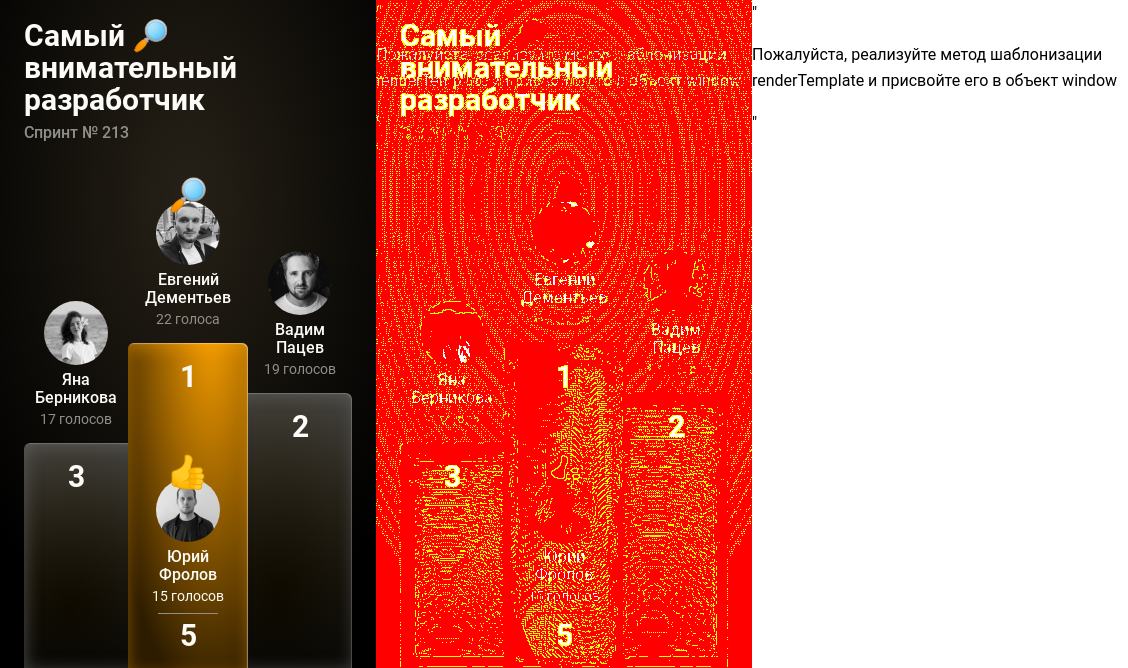 Самый 🔎
внимательный
разработчик
Спринт № 213
Евгений
Дементьев
22 голоса
Вадим
Пацев
19 голосов
Яна
Берникова
17 голосов
1
2
3
👍
Юрий
Фролов
15 голосов
5
Самый
внимательный
разработчик
Евгений
Дементьев
Вадим
Пацев
Яна
Берникова
1
2
3
Юрий
Фролов
15 голосов
5
"
Пожалуйста, реализуйте метод шаблонизации
renderTemplate и присвойте его в объект window
"